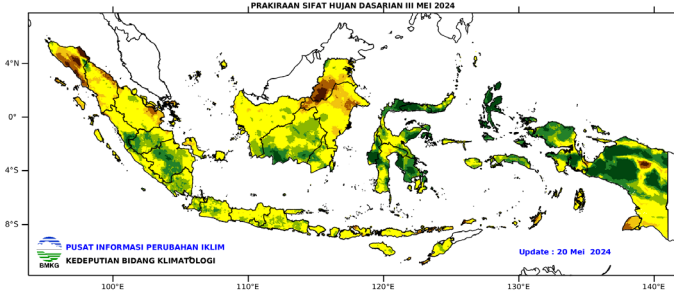 PRAKIRAAN SIFAT HUJAN DASARIAN III MEI 2024
4°N
0°
4°S
8°S
PUSAT INFORMASI PERUBAHAN IKLIM
KEDEPUTIAN BIDANG KLIMATOLOGI
BMKG
Update : 20 Mei 2024
100°E
110°E
120°E
130°E
140°E